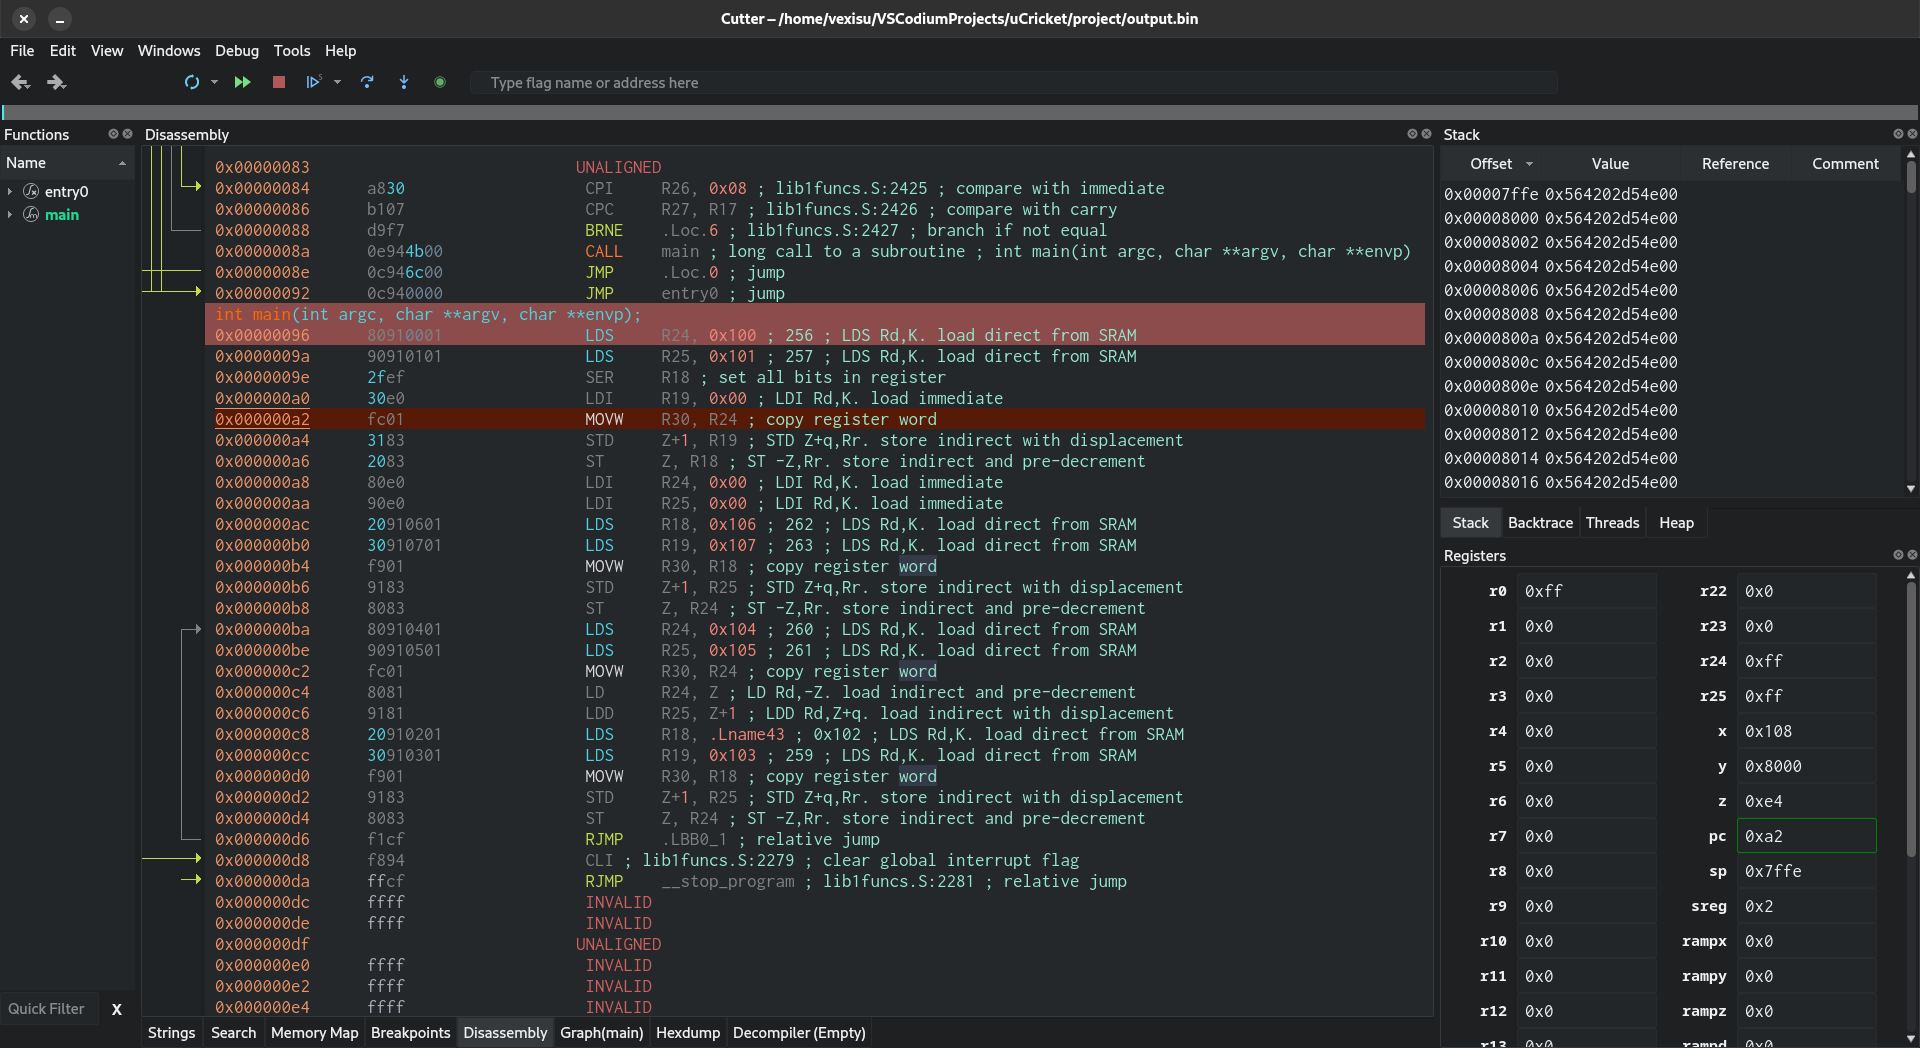 Cutter – /home/vexisu/VSCodiumProjects/uCricket/project/output.bin
File Edit View Windows Debug Tools Help
Type flag name or address here
Functions
Name
entry0
main
Quick Filter X
Disassembly
0x00000083 UNALIGNED
0x00000084 a830 CPI R26, 0x08 ; lib1funcs.S:2425 ; compare with immediate
0x00000086 b107 CPC R27, R17 ; lib1funcs.S:2426 ; compare with carry
0x00000088 d9f7 BRNE .Loc.6 ; lib1funcs.S:2427 ; branch if not equal
0x0000008a 0e944b00 CALL main ; long call to a subroutine ; int main(int argc, char **argv, char **envp)
0x0000008e 0c946c00 JMP .Loc.0 ; jump
0x00000092 0c940000 JMP entry0 ; jump
int main(int argc, char **argv, char **envp);
0x00000096 80910001 LDS R24, 0x100 ; 256 ; LDS Rd,K. load direct from SRAM
0x0000009a 90910101 LDS R25, 0x101 ; 257 ; LDS Rd,K. load direct from SRAM
0x0000009e 2fef SER R18 ; set all bits in register
0x000000a0 30e0 LDI R19, 0x00 ; LDI Rd,K. load immediate
0x000000a2 fc01 MOVW R30, R24 ; copy register word
0x000000a4 3183 STD Z+1, R19 ; STD Z+q,Rr. store indirect with displacement
0x000000a6 2083 ST Z, R18 ; ST -Z,Rr. store indirect and pre-decrement
0x000000a8 80e0 LDI R24, 0x00 ; LDI Rd,K. load immediate
0x000000aa 90e0 LDI R25, 0x00 ; LDI Rd,K. load immediate
0x000000ac 20910601 LDS R18, 0x106 ; 262 ; LDS Rd,K. load direct from SRAM
0x000000b0 30910701 LDS R19, 0x107 ; 263 ; LDS Rd,K. load direct from SRAM
0x000000b4 f901 MOVW R30, R18 ; copy register word
0x000000b6 9183 STD Z+1, R25 ; STD Z+q,Rr. store indirect with displacement
0x000000b8 8083 ST Z, R24 ; ST -Z,Rr. store indirect and pre-decrement
0x000000ba 80910401 LDS R24, 0x104 ; 260 ; LDS Rd,K. load direct from SRAM
0x000000be 90910501 LDS R25, 0x105 ; 261 ; LDS Rd,K. load direct from SRAM
0x000000c2 fc01 MOVW R30, R24 ; copy register word
0x000000c4 8081 LD R24, Z ; LD Rd,-Z. load indirect and pre-decrement
0x000000c6 9181 LDD R25, Z+1 ; LDD Rd,Z+q. load indirect with displacement
0x000000c8 20910201 LDS R18, .Lname43 ; 0x102 ; LDS Rd,K. load direct from SRAM
0x000000cc 30910301 LDS R19, 0x103 ; 259 ; LDS Rd,K. load direct from SRAM
0x000000d0 f901 MOVW R30, R18 ; copy register word
0x000000d2 9183 STD Z+1, R25 ; STD Z+q,Rr. store indirect with displacement
0x000000d4 8083 ST Z, R24 ; ST -Z,Rr. store indirect and pre-decrement
0x000000d6 f1cf RJMP .LBB0_1 ; relative jump
0x000000d8 f894 CLI ; lib1funcs.S:2279 ; clear global interrupt flag
0x000000da ffcf RJMP __stop_program ; lib1funcs.S:2281 ; relative jump
0x000000dc ffff INVALID
0x000000de ffff INVALID
0x000000df UNALIGNED
0x000000e0 ffff INVALID
0x000000e2 ffff INVALID
0x000000e4 ffff INVALID
Strings Search Memory Map Breakpoints Disassembly Graph(main) Hexdump Decompiler (Empty)
Stack
Offset Value Reference Comment
0x00007ffe 0x564202d54e00
0x00008000 0x564202d54e00
0x00008002 0x564202d54e00
0x00008004 0x564202d54e00
0x00008006 0x564202d54e00
0x00008008 0x564202d54e00
0x0000800a 0x564202d54e00
0x0000800c 0x564202d54e00
0x0000800e 0x564202d54e00
0x00008010 0x564202d54e00
0x00008012 0x564202d54e00
0x00008014 0x564202d54e00
0x00008016 0x564202d54e00
Stack Backtrace Threads Heap
Registers
r0 0xff r22 0x0
r1 0x0 r23 0x0
r2 0x0 r24 0xff
r3 0x0 r25 0xff
r4 0x0 x 0x108
r5 0x0 y 0x8000
r6 0x0 z 0xe4
r7 0x0 pc 0xa2
r8 0x0 sp 0x7ffe
r9 0x0 sreg 0x2
r10 0x0 rampx 0x0
r11 0x0 rampy 0x0
r12 0x0 rampz 0x0
r13 0x0 rampd 0x0